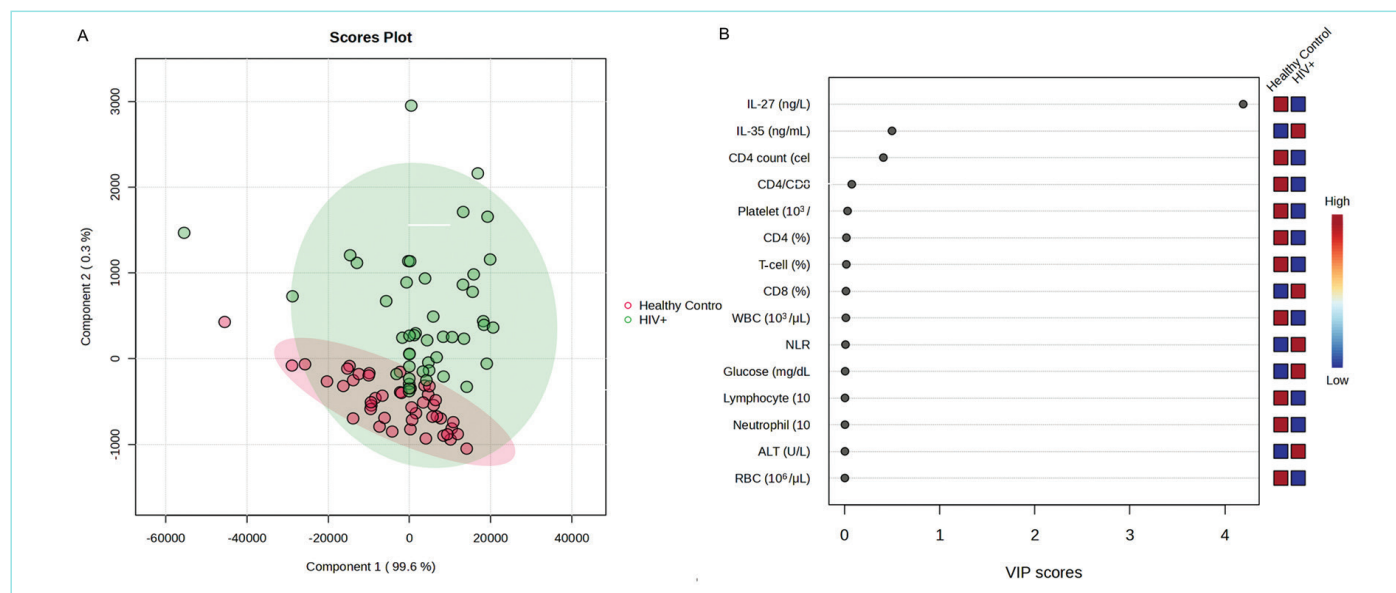 A
Scores Plot
Component 2 ( 0.3 %)
3000
2000
1000
0
-1000
-60000
-40000
-20000
0
20000
40000
Component 1 ( 99.6 %)
Healthy Contro
HIV+
B
Healthy Control
HIV+
IL-27 (ng/L)
IL-35 (ng/mL)
CD4 count (cel
CD4/CD8
Platelet (10³/
CD4 (%)
T-cell (%)
CD8 (%)
WBC (10³/µL)
NLR
Glucose (mg/dL
Lymphocyte (10
Neutrophil (10
ALT (U/L)
RBC (10⁶/µL)
0
1
2
3
4
VIP scores
High
Low